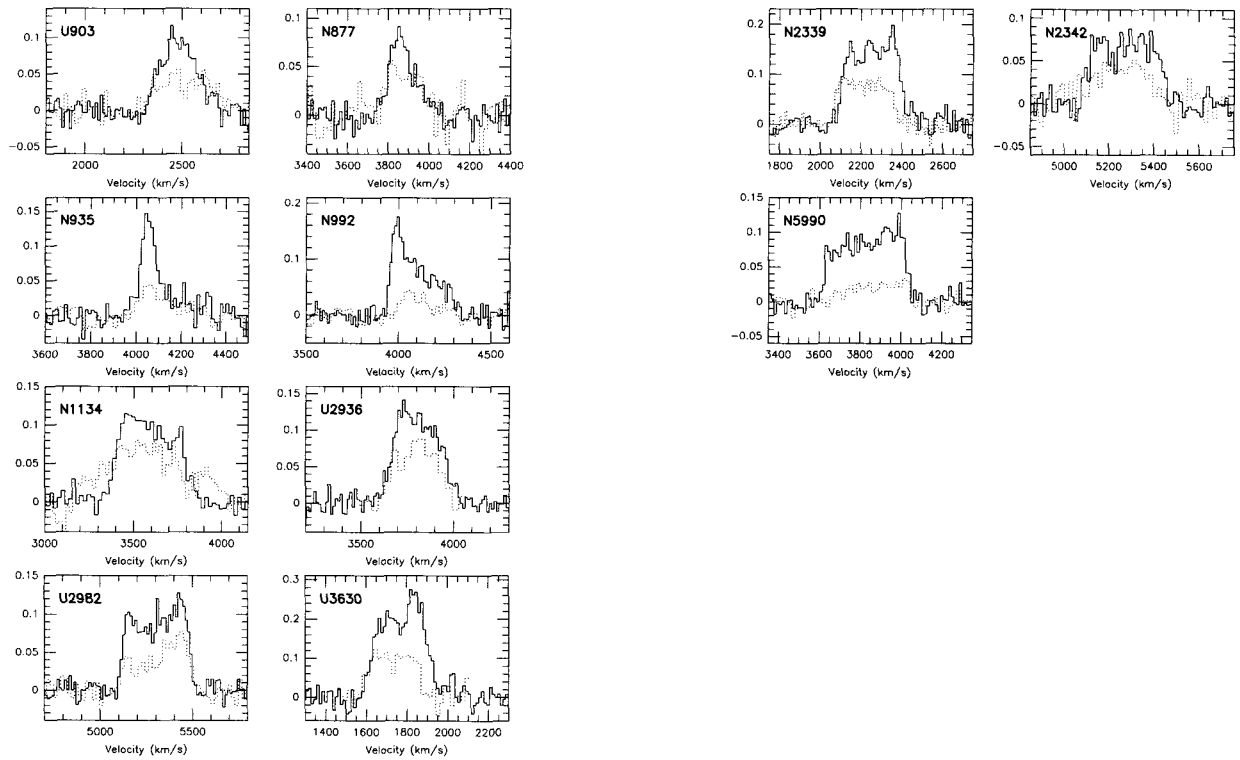 U903
0.1
0.05
0
−0.05
2000 2500
Velocity (km/s)
N877
0.1
0.05
0
3400 3600 3800 4000 4200 4400
Velocity (km/s)
N2339
0.2
0.1
0
1800 2000 2200 2400 2600
Velocity (km/s)
N2342
0.1
0.05
0
−0.05
5000 5200 5400 5600
Velocity (km/s)
N935
0.15
0.1
0.05
0
3600 3800 4000 4200 4400
Velocity (km/s)
N992
0.2
0.1
0
3500 4000 4500
Velocity (km/s)
N5990
0.15
0.1
0.05
0
−0.05
3400 3600 3800 4000 4200
Velocity (km/s)
N1134
0.15
0.1
0.05
0
3000 3500 4000
Velocity (km/s)
U2936
0.15
0.1
0.05
0
3500 4000
Velocity (km/s)
U2982
0.15
0.1
0.05
0
5000 5500
Velocity (km/s)
U3630
0.3
0.2
0.1
0
1400 1600 1800 2000 2200
Velocity (km/s)